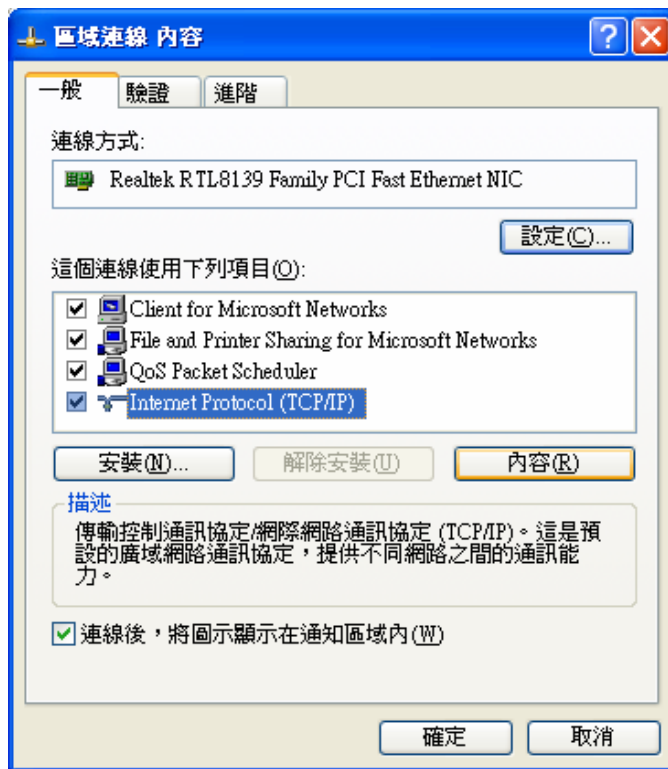 區域連線 內容
一般 驗證 進階
連線方式:
Realtek RTL8139 Family PCI Fast Ethernet NIC
設定(C)...
這個連線使用下列項目(O):
Client for Microsoft Networks
File and Printer Sharing for Microsoft Networks
QoS Packet Scheduler
Internet Protocol (TCP/IP)
安裝(N)... 解除安裝(U) 內容(R)
描述
傳輸控制通訊協定/網際網路通訊協定 (TCP/IP)。這是預
設的廣域網路通訊協定，提供不同網路之間的通訊能
力。
連線後，將圖示顯示在通知區域內(W)
確定 取消